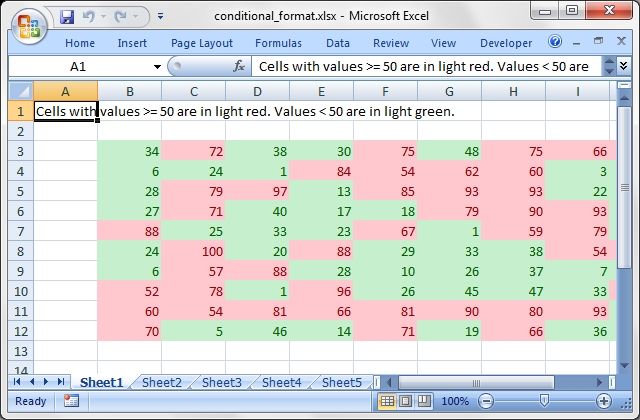 conditional_format.xlsx - Microsoft Excel
Home Insert Page Layout Formulas Data Review View Developer
A1 fx Cells with values >= 50 are in light red. Values < 50 are
A B C D E F G H I
1 Cells with values >= 50 are in light red. Values < 50 are in light green.
2
3 34 72 38 30 75 48 75 66
4 6 24 1 84 54 62 60 3
5 28 79 97 13 85 93 93 22
6 27 71 40 17 18 79 90 93
7 88 25 33 23 67 1 59 79
8 24 100 20 88 29 33 38 54
9 6 57 88 28 10 26 37 7
10 52 78 1 96 26 45 47 33
11 60 54 81 66 81 90 80 93
12 70 5 46 14 71 19 66 36
13
14
Sheet1 Sheet2 Sheet3 Sheet4 Sheet5
Ready 100%